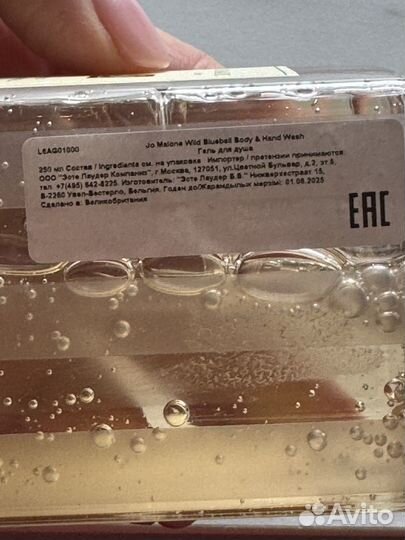 L6AG01000
Jo Malone Wild Bluebell Body & Hand Wash
Гель для душа
250 мл Состав / Ingredients см. на упаковке Импортер / претензии принимаются:
ООО "Эсте Лаудер Компаниз", г.Москва, 127051, ул.Цветной Бульвар, д.2, эт.5,
тел. +7(495) 642-8225. Изготовитель: "Эсте Лаудер Б.В." Нижверхестраат 15,
B-2260 Увел-Вестерло, Бельгия. Годен до/Жарамдылык мерзімі: 01.08.2025
Сделано в: Великобритания
EAC
Avito